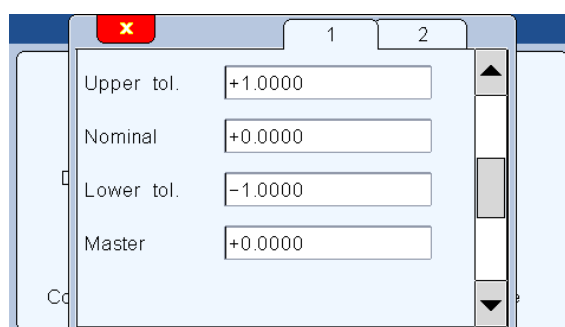 x
1 2
Upper tol. +1.0000
Nominal +0.0000
Lower tol. −1.0000
Master +0.0000